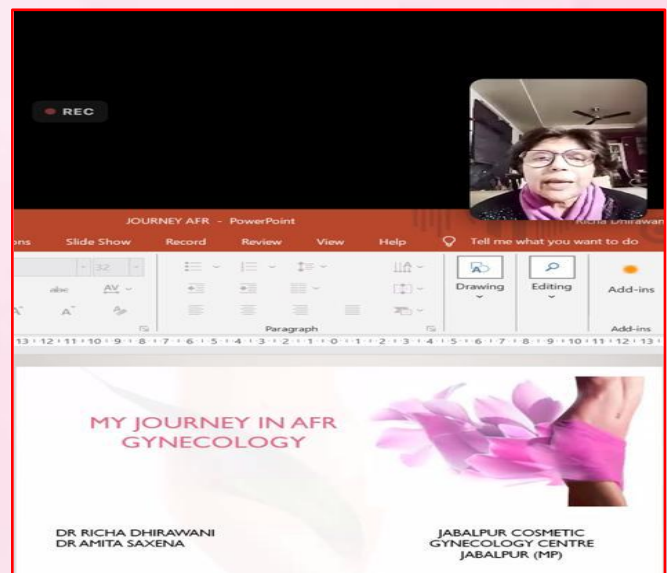 REC
JOURNEY AFR - PowerPoint
Slide Show Record Review View Help Tell me what you want to do
32
abc AV
Drawing Editing Add-ins
Paragraph Add-ins
13 12 11 10 9 8 7 6 5 4 3 2 1 0 1 2 3 4 5 6 7 8 9 10 11 12 13
MY JOURNEY IN AFR
GYNECOLOGY
DR RICHA DHIRAWANI
DR AMITA SAXENA
JABALPUR COSMETIC
GYNECOLOGY CENTRE
JABALPUR (MP)